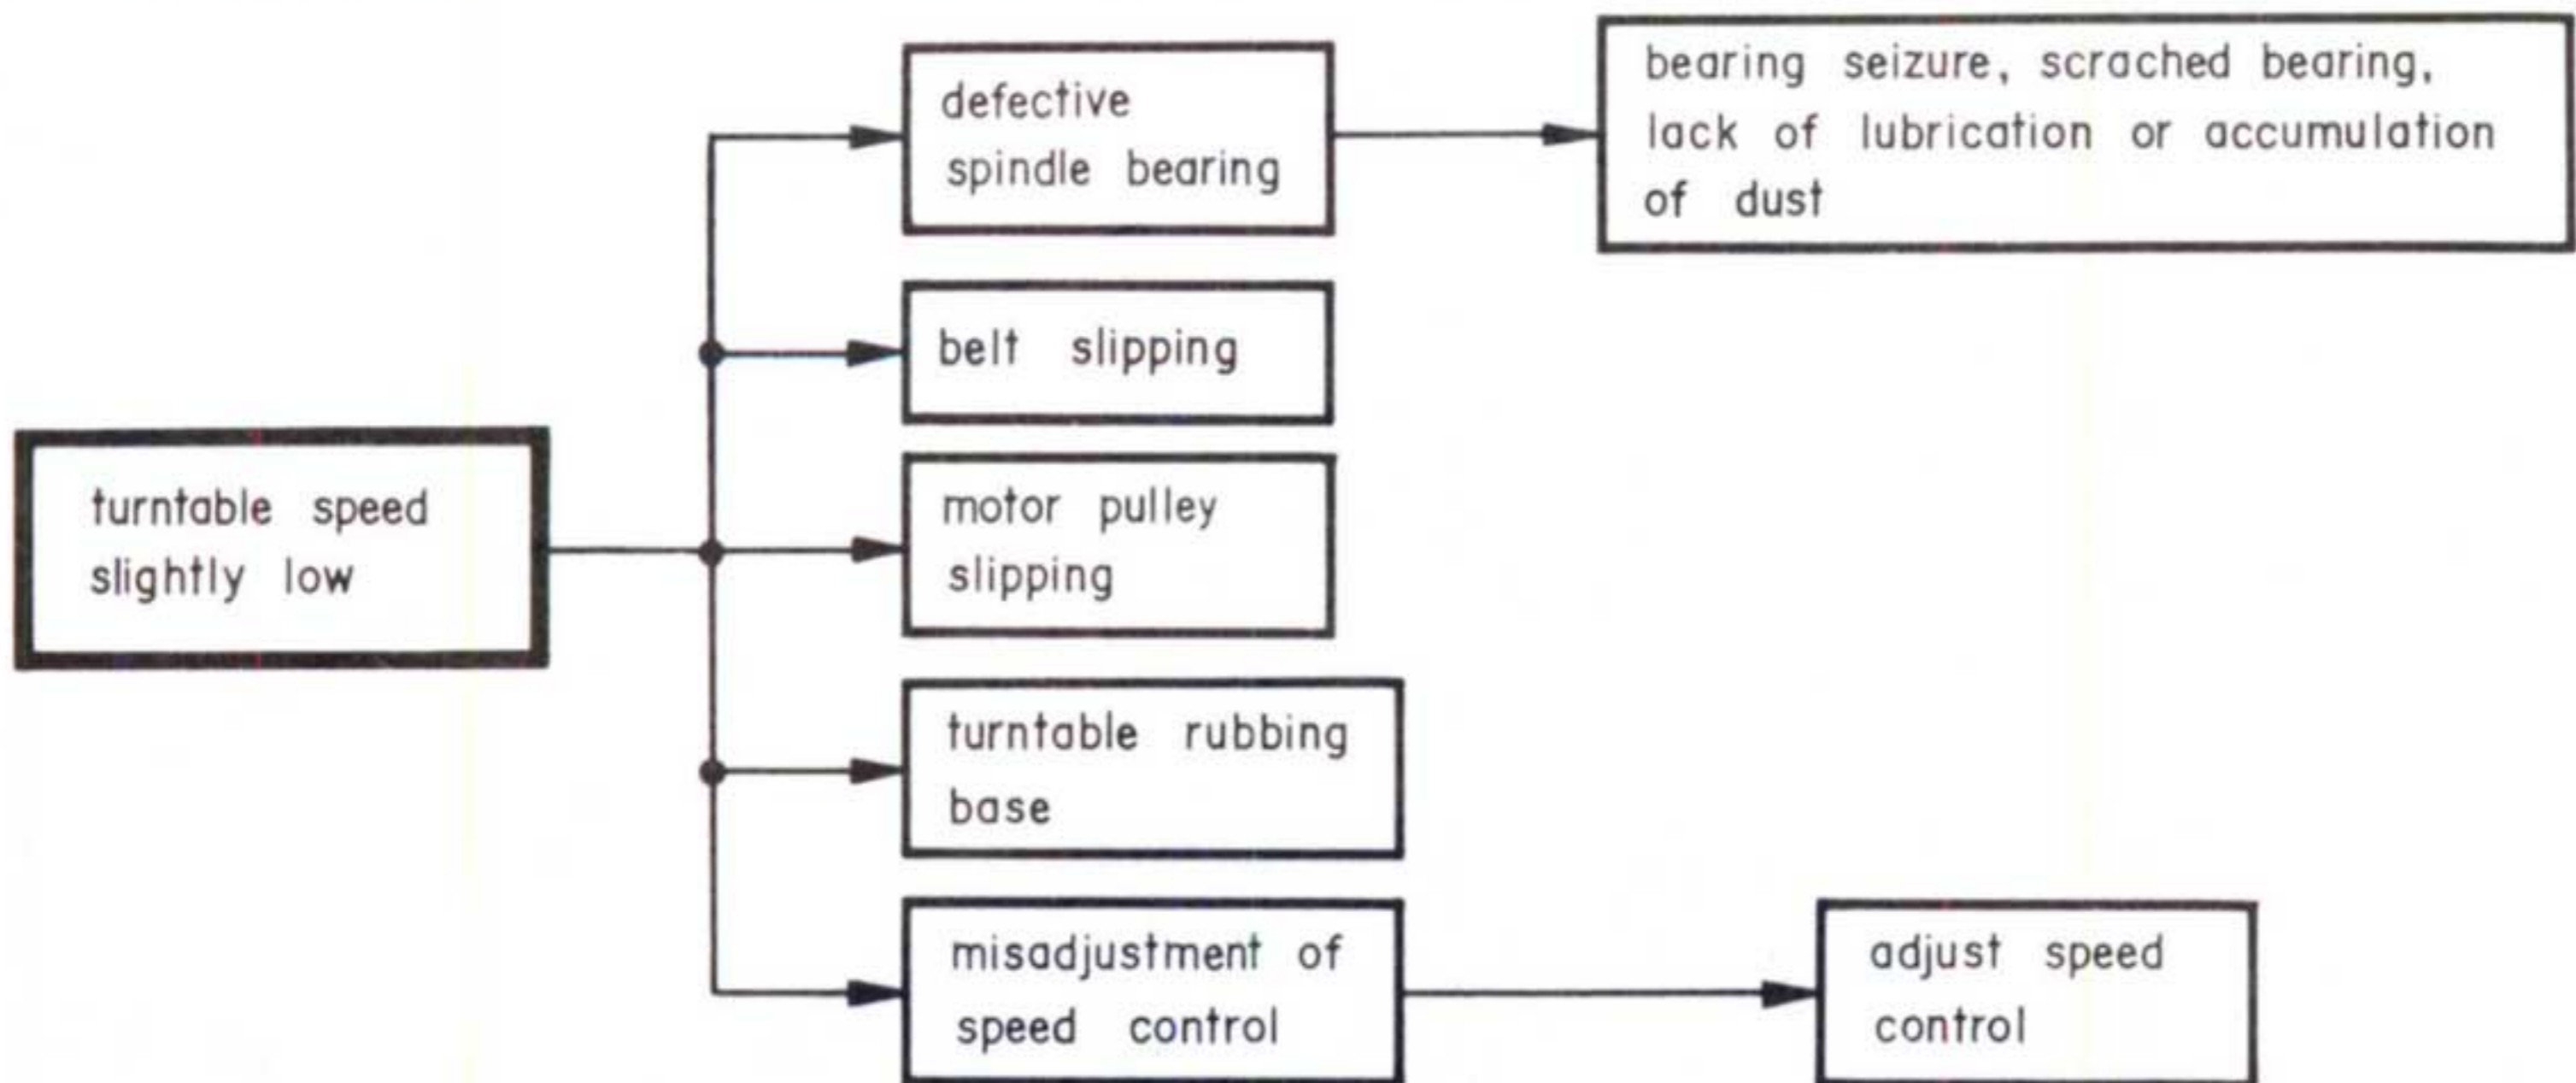 turntable speed
slightly low
defective
spindle bearing
bearing seizure, scrached bearing,
lack of lubrication or accumulation
of dust
belt slipping
motor pulley
slipping
turntable rubbing
base
misadjustment of
speed control
adjust speed
control